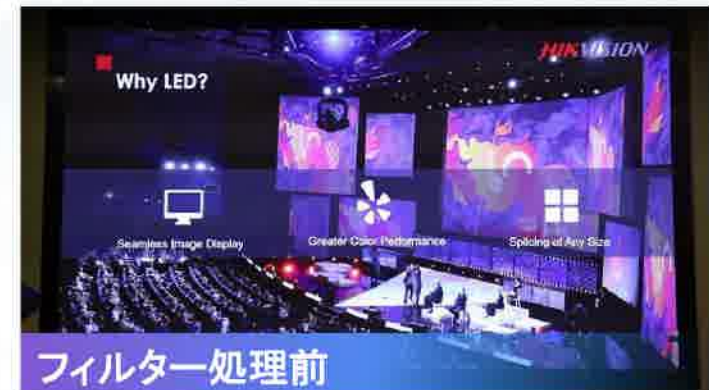 HIKVISION
Why LED?
Seamless Image Display
Greater Color Performance
Splicing of Any Size
フィルター処理前